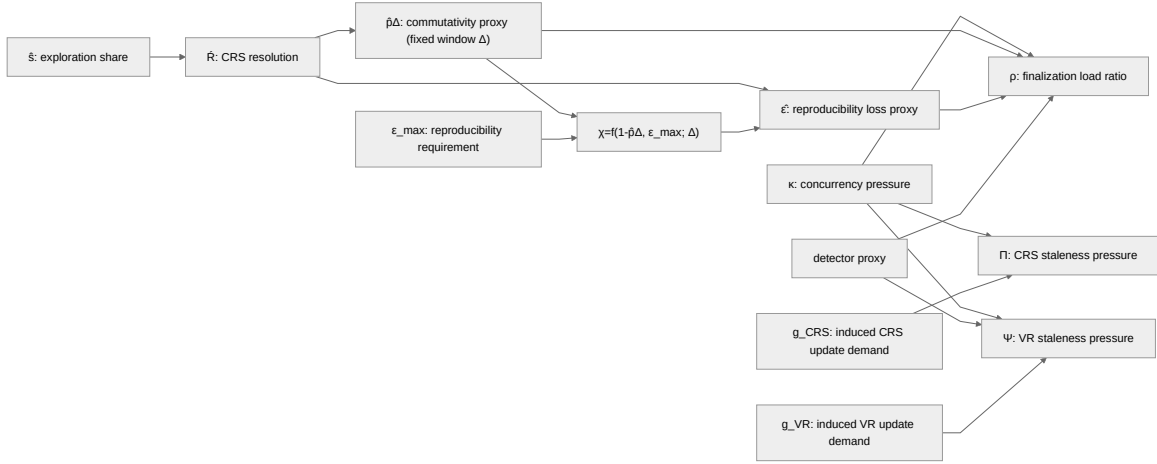 p̂Δ: commutativity proxy
(fixed window Δ)
ŝ: exploration share
R̂: CRS resolution
ρ: finalization load ratio
ε̂: reproducibility loss proxy
ε_max: reproducibility
requirement
χ=f(1-p̂Δ, ε_max; Δ)
κ: concurrency pressure
detector proxy
Π: CRS staleness pressure
g_CRS: induced CRS
update demand
Ψ: VR staleness pressure
g_VR: induced VR update
demand